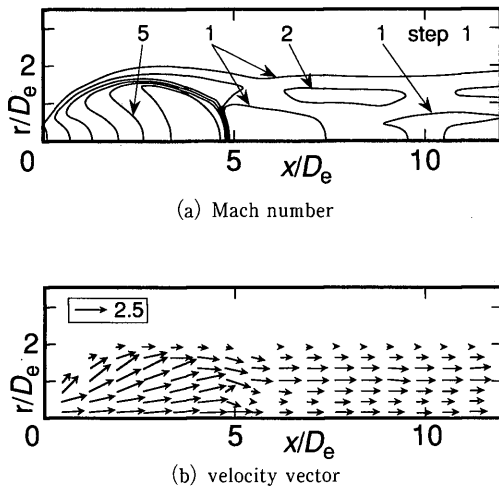 5 1 2 1 step 1
2
r/De
0
0 5 10
x/De
(a) Mach number
→ 2.5
2
r/De
0 5 10
x/De
(b) velocity vector